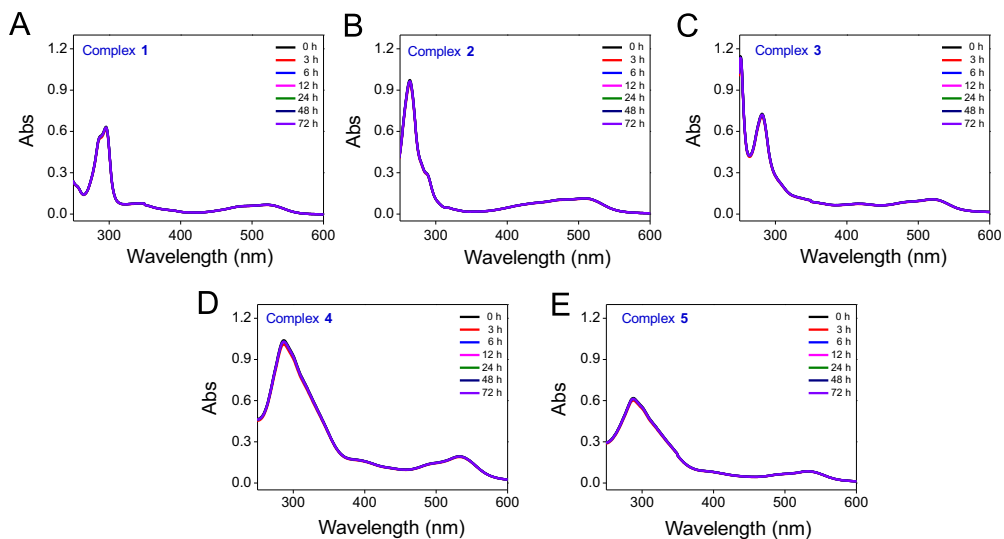 A
Complex 1
0 h
3 h
6 h
12 h
24 h
48 h
72 h
1.2
0.9
0.6
0.3
0.0
Abs
300
400
500
600
Wavelength (nm)
B
Complex 2
0 h
3 h
6 h
12 h
24 h
48 h
72 h
1.2
0.9
0.6
0.3
0.0
Abs
300
400
500
600
Wavelength (nm)
C
Complex 3
0 h
3 h
6 h
12 h
24 h
48 h
72 h
1.2
0.9
0.6
0.3
0.0
Abs
300
400
500
600
Wavelength (nm)
D
Complex 4
0 h
3 h
6 h
12 h
24 h
48 h
72 h
1.2
0.9
0.6
0.3
0.0
Abs
300
400
500
600
Wavelength (nm)
E
Complex 5
0 h
3 h
6 h
12 h
24 h
48 h
72 h
1.2
0.9
0.6
0.3
0.0
Abs
300
400
500
600
Wavelength (nm)